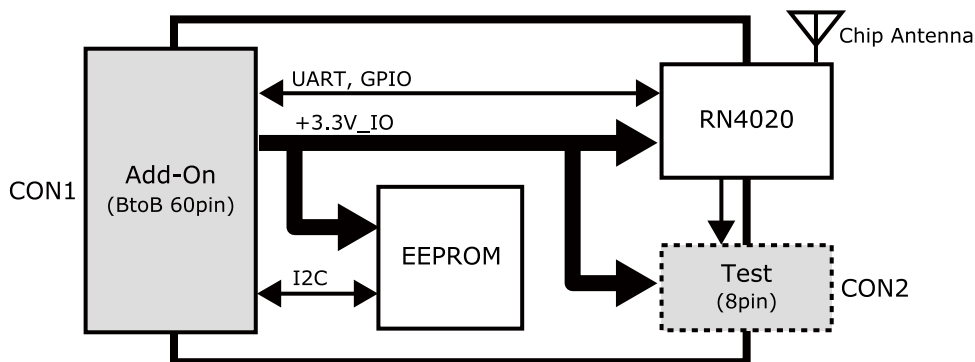 Chip Antenna
UART, GPIO
RN4020
+3.3V_IO
CON1
Add-On
(BtoB 60pin)
EEPROM
I2C
Test
(8pin)
CON2